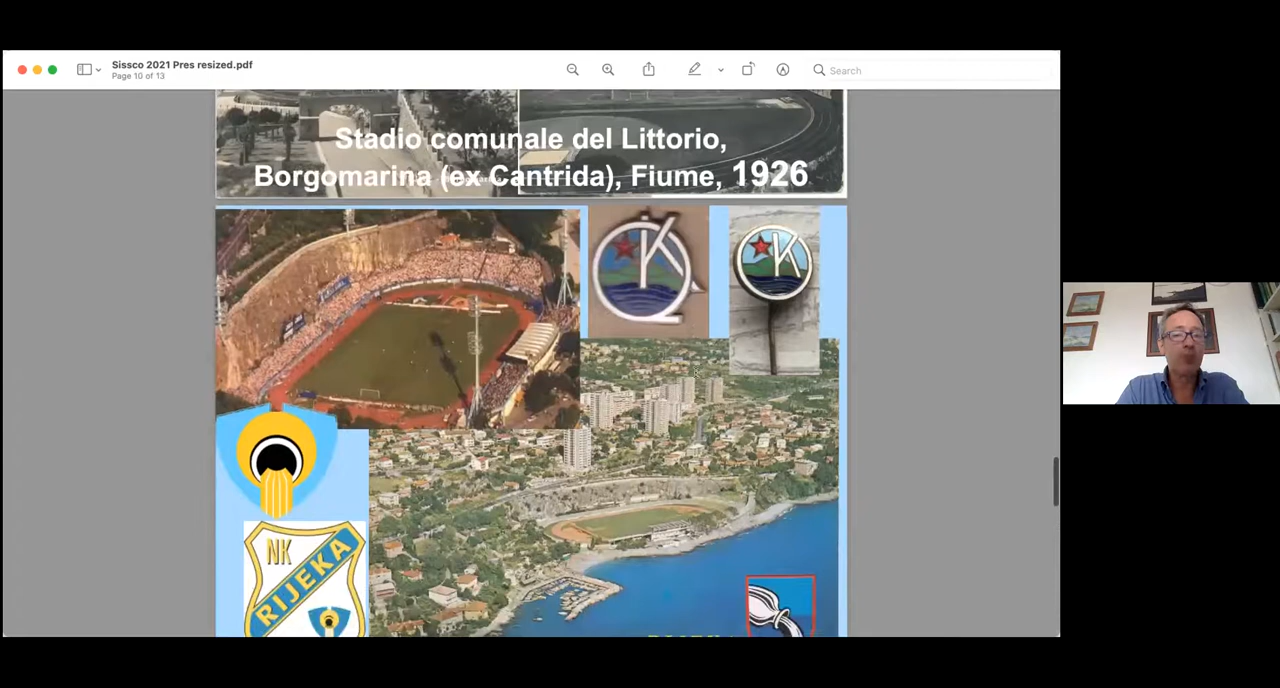 Sissco 2021 Pres resized.pdf
Page 10 of 13
Search
Stadio comunale del Littorio,
Borgomarina (ex Cantrida), Fiume, 1926
K
K
NK
RIJEKA